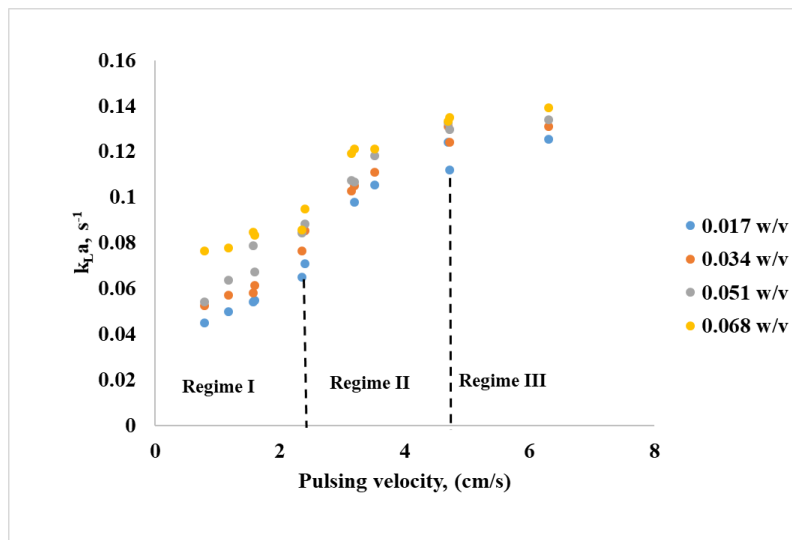 0.16
0.14
0.12
0.1
0.08
0.06
0.04
0.02
0
kLa, s-1
0 2 4 6 8
Pulsing velocity, (cm/s)
Regime I
Regime II
Regime III
0.017 w/v
0.034 w/v
0.051 w/v
0.068 w/v